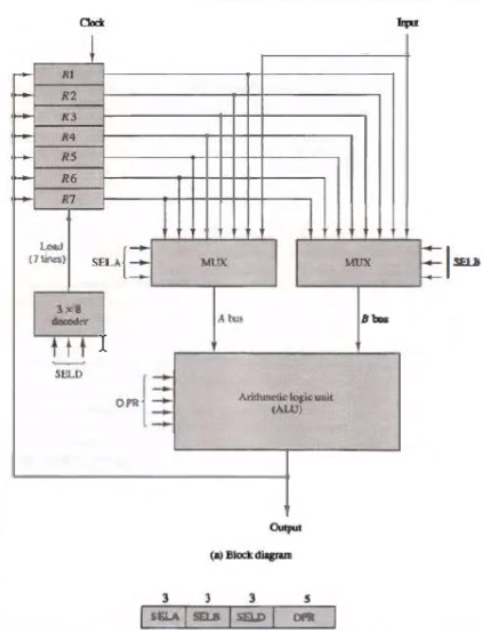 Clock
Input
R1
R2
R3
R4
R5
R6
R7
Load
(7 lines)
SELA
MUX
MUX
SELB
3 × 8
decoder
A bus
B bus
SELD
OPR
Arithmetic logic unit
(ALU)
Output
(a) Block diagram
3 3 3 5
SELA SELB SELD OPR